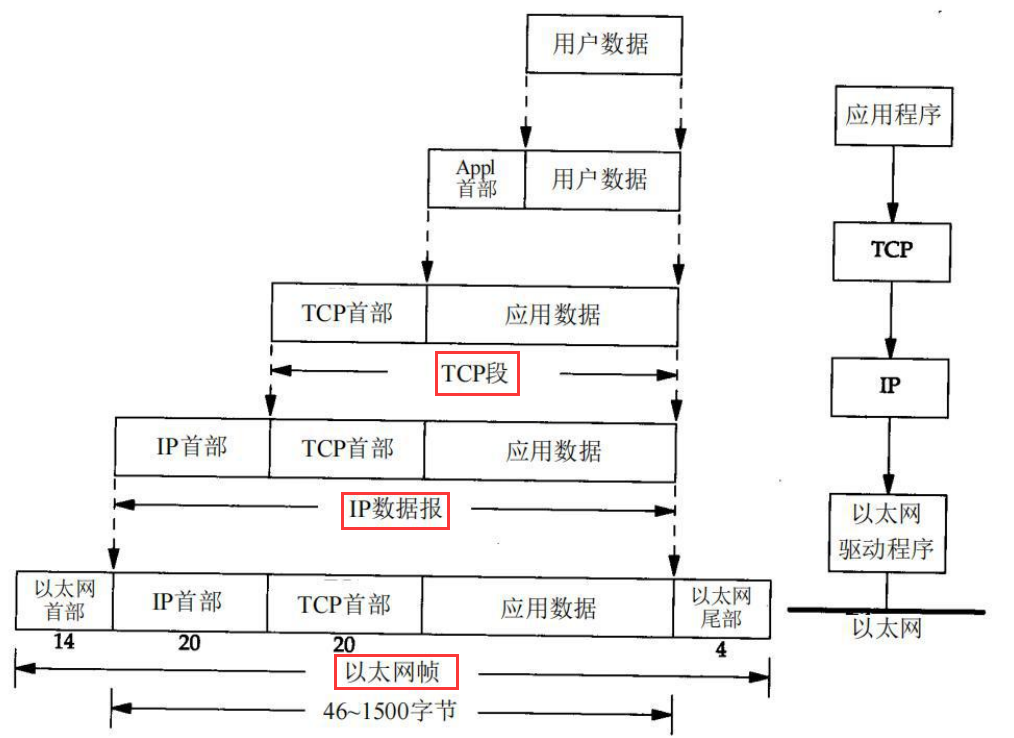 用户数据
Appl
首部
用户数据
TCP首部
应用数据
TCP段
IP首部
TCP首部
应用数据
IP数据报
以太网
首部
IP首部
TCP首部
应用数据
以太网
尾部
14
20
20
4
以太网帧
46~1500字节
应用程序
TCP
IP
以太网
驱动程序
以太网